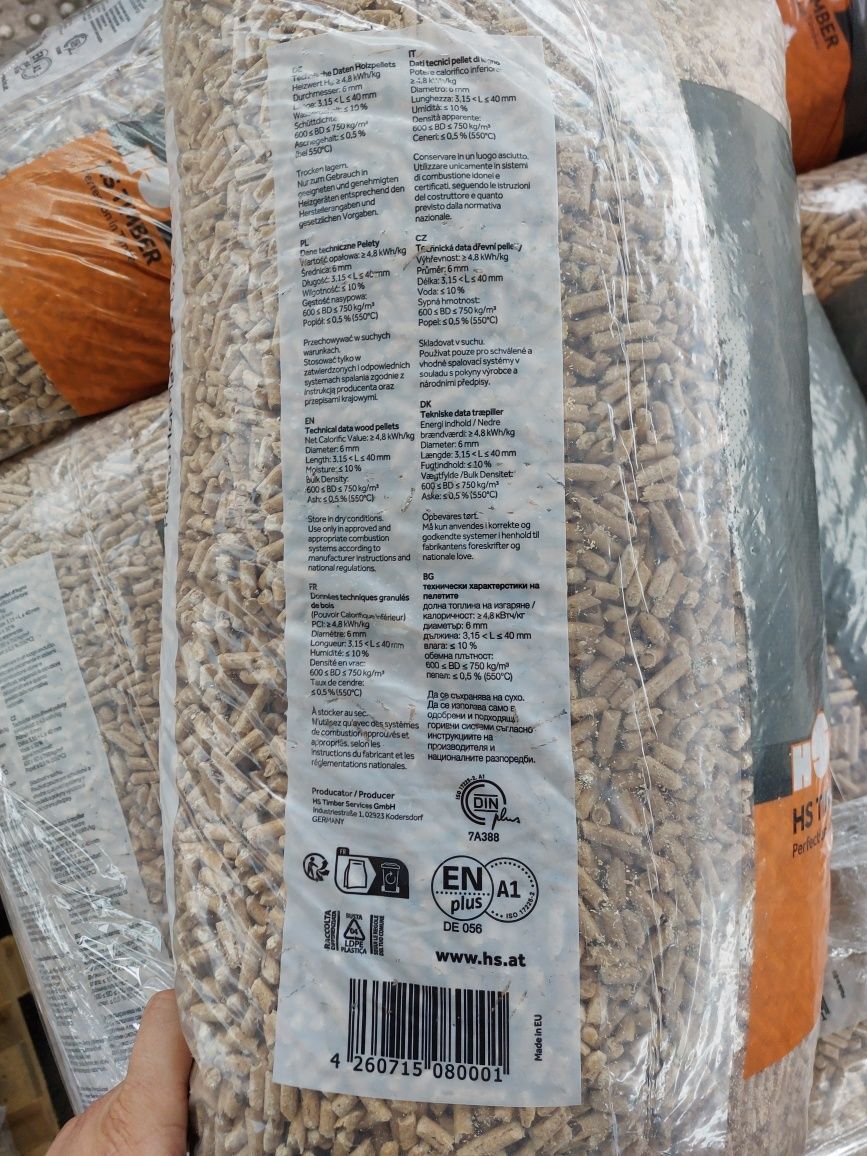 DE
Technische Daten Holzpellets
Heizwert Hu ≥ 4,8 kWh/kg
Durchmesser: 6 mm
Länge: 3,15 < L ≤ 40 mm
≤ 10 %
Schüttdichte
600 ≤ BD ≤ 750 kg/m³
Aschegehalt: ≤ 0,5 %
(bei 550°C)
Trocken lagern.
Nur zum Gebrauch in
geeigneten und genehmigten
Heizgeräten entsprechend den
Herstellerangaben und
gesetzlichen Vorgaben.
IT
Dati tecnici pellet di legno
Potere calorifico inferiore:
≥ 4,8 kWh/kg
Diametro: 6 mm
Lunghezza: 3,15 < L ≤ 40 mm
Umidità: ≤ 10 %
Densità apparente:
600 ≤ BD ≤ 750 kg/m³
Ceneri: ≤ 0,5 % (550°C)
Conservare in un luogo asciutto.
Utilizzare unicamente in sistemi
di combustione idonei e
certificati, seguendo le istruzioni
del costruttore e quanto
previsto dalla normativa
nazionale.
PL
Dane techniczne Pelety
Wartość opałowa: ≥ 4,8 kWh/kg
Średnica: 6 mm
Długość: 3,15 < L ≤ 40 mm
Wilgotność: ≤ 10 %
Gęstość nasypowa:
600 ≤ BD ≤ 750 kg/m³
Popiół: ≤ 0,5 % (550°C)
Przechowywać w suchych
warunkach.
Stosować tylko w
zatwierdzonych i odpowiednich
systemach spalania zgodnie z
instrukcją producenta oraz
przepisami krajowymi.
CZ
Technická data dřevní pellety
Výhřevnost: ≥ 4,8 kWh/kg
Průměr: 6 mm
Délka: 3,15 < L ≤ 40 mm
Voda: ≤ 10 %
Sypná hmotnost:
600 ≤ BD ≤ 750 kg/m³
Popel: ≤ 0,5 % (550°C)
Skladovat v suchu.
Používat pouze pro schválené a
vhodné spalovací systémy v
souladu s pokyny výrobce a
národními předpisy.
EN
Technical data wood pellets
Net Calorific Value: ≥ 4,8 kWh/kg
Diameter: 6 mm
Length: 3,15 < L ≤ 40 mm
Moisture: ≤ 10 %
Bulk Density:
600 ≤ BD ≤ 750 kg/m³
Ash: ≤ 0,5 % (550°C)
Store in dry conditions.
Use only in approved and
appropriate combustion
systems according to
manufacturer instructions and
national regulations.
DK
Tekniske data træpiller
Energi indhold / Nedre
brændværdi: ≥ 4,8 kWh/kg
Diameter: 6 mm
Længde: 3,15 < L ≤ 40 mm
Fugtindhold: ≤ 10 %
Vægtfylde /Bulk Densitet:
600 ≤ BD ≤ 750 kg/m³
Aske: ≤ 0,5 % (550°C)
Opbevares tørt.
Må kun anvendes i korrekte og
godkendte systemer i henhold til
fabrikantens foreskrifter og
nationale love.
FR
Données techniques granulés
de bois
(Pouvoir Calorifique Inférieur)
PCI: ≥ 4,8 kWh/kg
Diamètre: 6 mm
Longueur: 3,15 < L ≤ 40 mm
Humidité: ≤ 10 %
Densité en vrac:
600 ≤ BD ≤ 750 kg/m³
Taux de cendre:
≤ 0,5 % (550°C)
À stocker au sec.
N'utilisez qu'avec des systèmes
de combustion approuvés et
appropriés, selon les
instructions du fabricant et les
réglementations nationales.
BG
технически характерстики на
пелетите
долна топлина на изгаряне /
калоричност: ≥ 4,8 кВтч/кг
диаметър: 6 mm
дължина: 3,15 < L ≤ 40 mm
влага: ≤ 10 %
обемна плътност:
600 ≤ BD ≤ 750 kg/m³
пепел: ≤ 0,5 % (550°C)
Да се съхранява на сухо.
Да се използва само в
одобрени и подходящи
горивни системи съгласно
инструкциите на
производителя и
националните разпоредби.
Producator / Producer
HS Timber Services GmbH
Industriestraße 1, 02923 Kodersdorf
GERMANY
ISO 17225-2, A1
DIN
plus
7A388
FR
RACCOLTA
BUSTA
04
LDPE
PLASTICA
EN
plus
A1
ISO 17225-2
DE 056
www.hs.at
4 260715 080001
Made in EU
HS TIMBER
HS
TIMBER